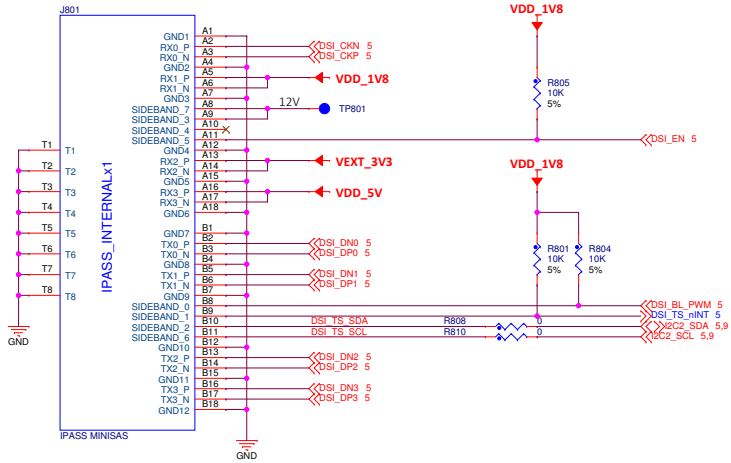 J801
VDD_1V8
GND1 A1
RX0_P A2 DSI_CKN 5
RX0_N A3 DSI_CKP 5
GND2 A4
RX1_P A5 VDD_1V8
RX1_N A6
GND3 A7
SIDEBAND_7 A8 12V TP801
SIDEBAND_3 A9
SIDEBAND_4 A10
SIDEBAND_5 A11 DSI_EN 5
GND4 A12
RX2_P A13 VEXT_3V3
RX2_N A14
GND5 A15
RX3_P A16 VDD_5V
RX3_N A17
GND6 A18
R805
10K
5%
VDD_1V8
T1 T1
T2 T2
T3 T3
T4 T4
T5 T5
T6 T6
T7 T7
T8 T8
GND
IPASS_INTERNALx1
GND7 B1
TX0_P B2 DSI_DN0 5
TX0_N B3 DSI_DP0 5
GND8 B4
TX1_P B5 DSI_DN1 5
TX1_N B6 DSI_DP1 5
GND9 B7
R801 R804
10K 10K
5% 5%
SIDEBAND_0 B8 DSI_BL_PWM 5
SIDEBAND_1 B9 DSI_TS_nINT 5
SIDEBAND_2 B10 DSI_TS_SDA R808 0 I2C2_SDA 5,9
SIDEBAND_6 B11 DSI_TS_SCL R810 0 I2C2_SCL 5,9
GND10 B12
TX2_P B13 DSI_DN2 5
TX2_N B14 DSI_DP2 5
GND11 B15
TX3_P B16 DSI_DN3 5
TX3_N B17 DSI_DP3 5
GND12 B18
IPASS MINISAS
GND